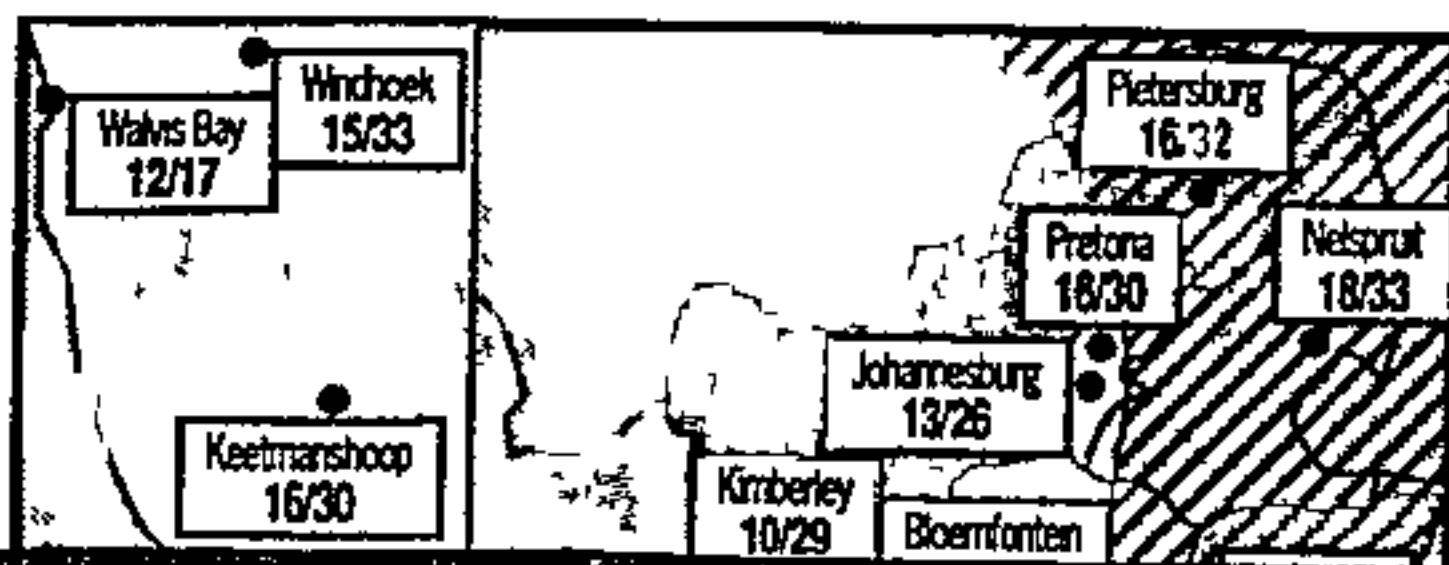 Windhoek
15/33
Walvis Bay
12/17
Pietersburg
16/32
Pretoria
18/30
Nelspruit
18/33
Johannesburg
13/26
Keetmanshoop
16/30
Kimberley
10/29
Bloemfontein